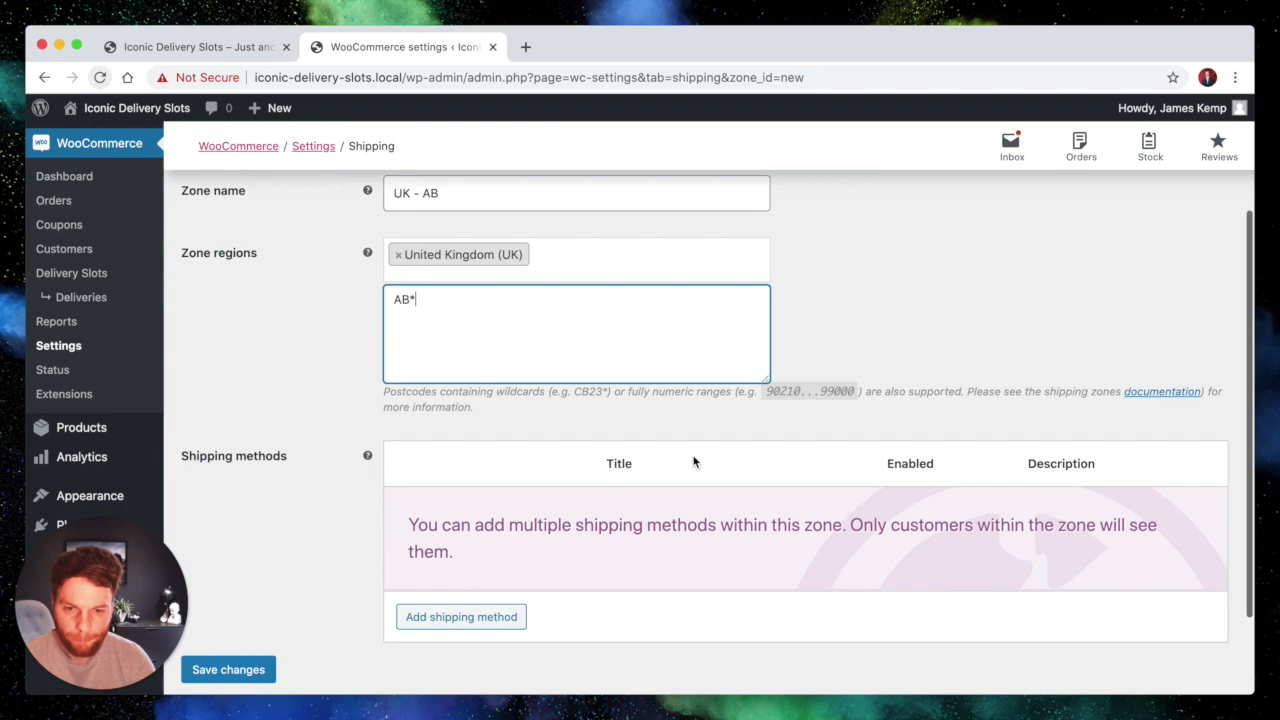 Iconic Delivery Slots – Just an
WooCommerce settings ‹ Iconi
Not Secure
iconic-delivery-slots.local/wp-admin/admin.php?page=wc-settings&tab=shipping&zone_id=new
Iconic Delivery Slots
0
New
Howdy, James Kemp
WooCommerce
Dashboard
Orders
Coupons
Customers
Delivery Slots
↳ Deliveries
Reports
Settings
Status
Extensions
Products
Analytics
Appearance
Pl
WooCommerce / Settings / Shipping
Inbox
Orders
Stock
Reviews
Zone name
UK - AB
Zone regions
× United Kingdom (UK)
AB*
Postcodes containing wildcards (e.g. CB23*) or fully numeric ranges (e.g. 90210...99000 ) are also supported. Please see the shipping zones documentation) for
more information.
Shipping methods
Title
Enabled
Description
You can add multiple shipping methods within this zone. Only customers within the zone will see
them.
Add shipping method
Save changes